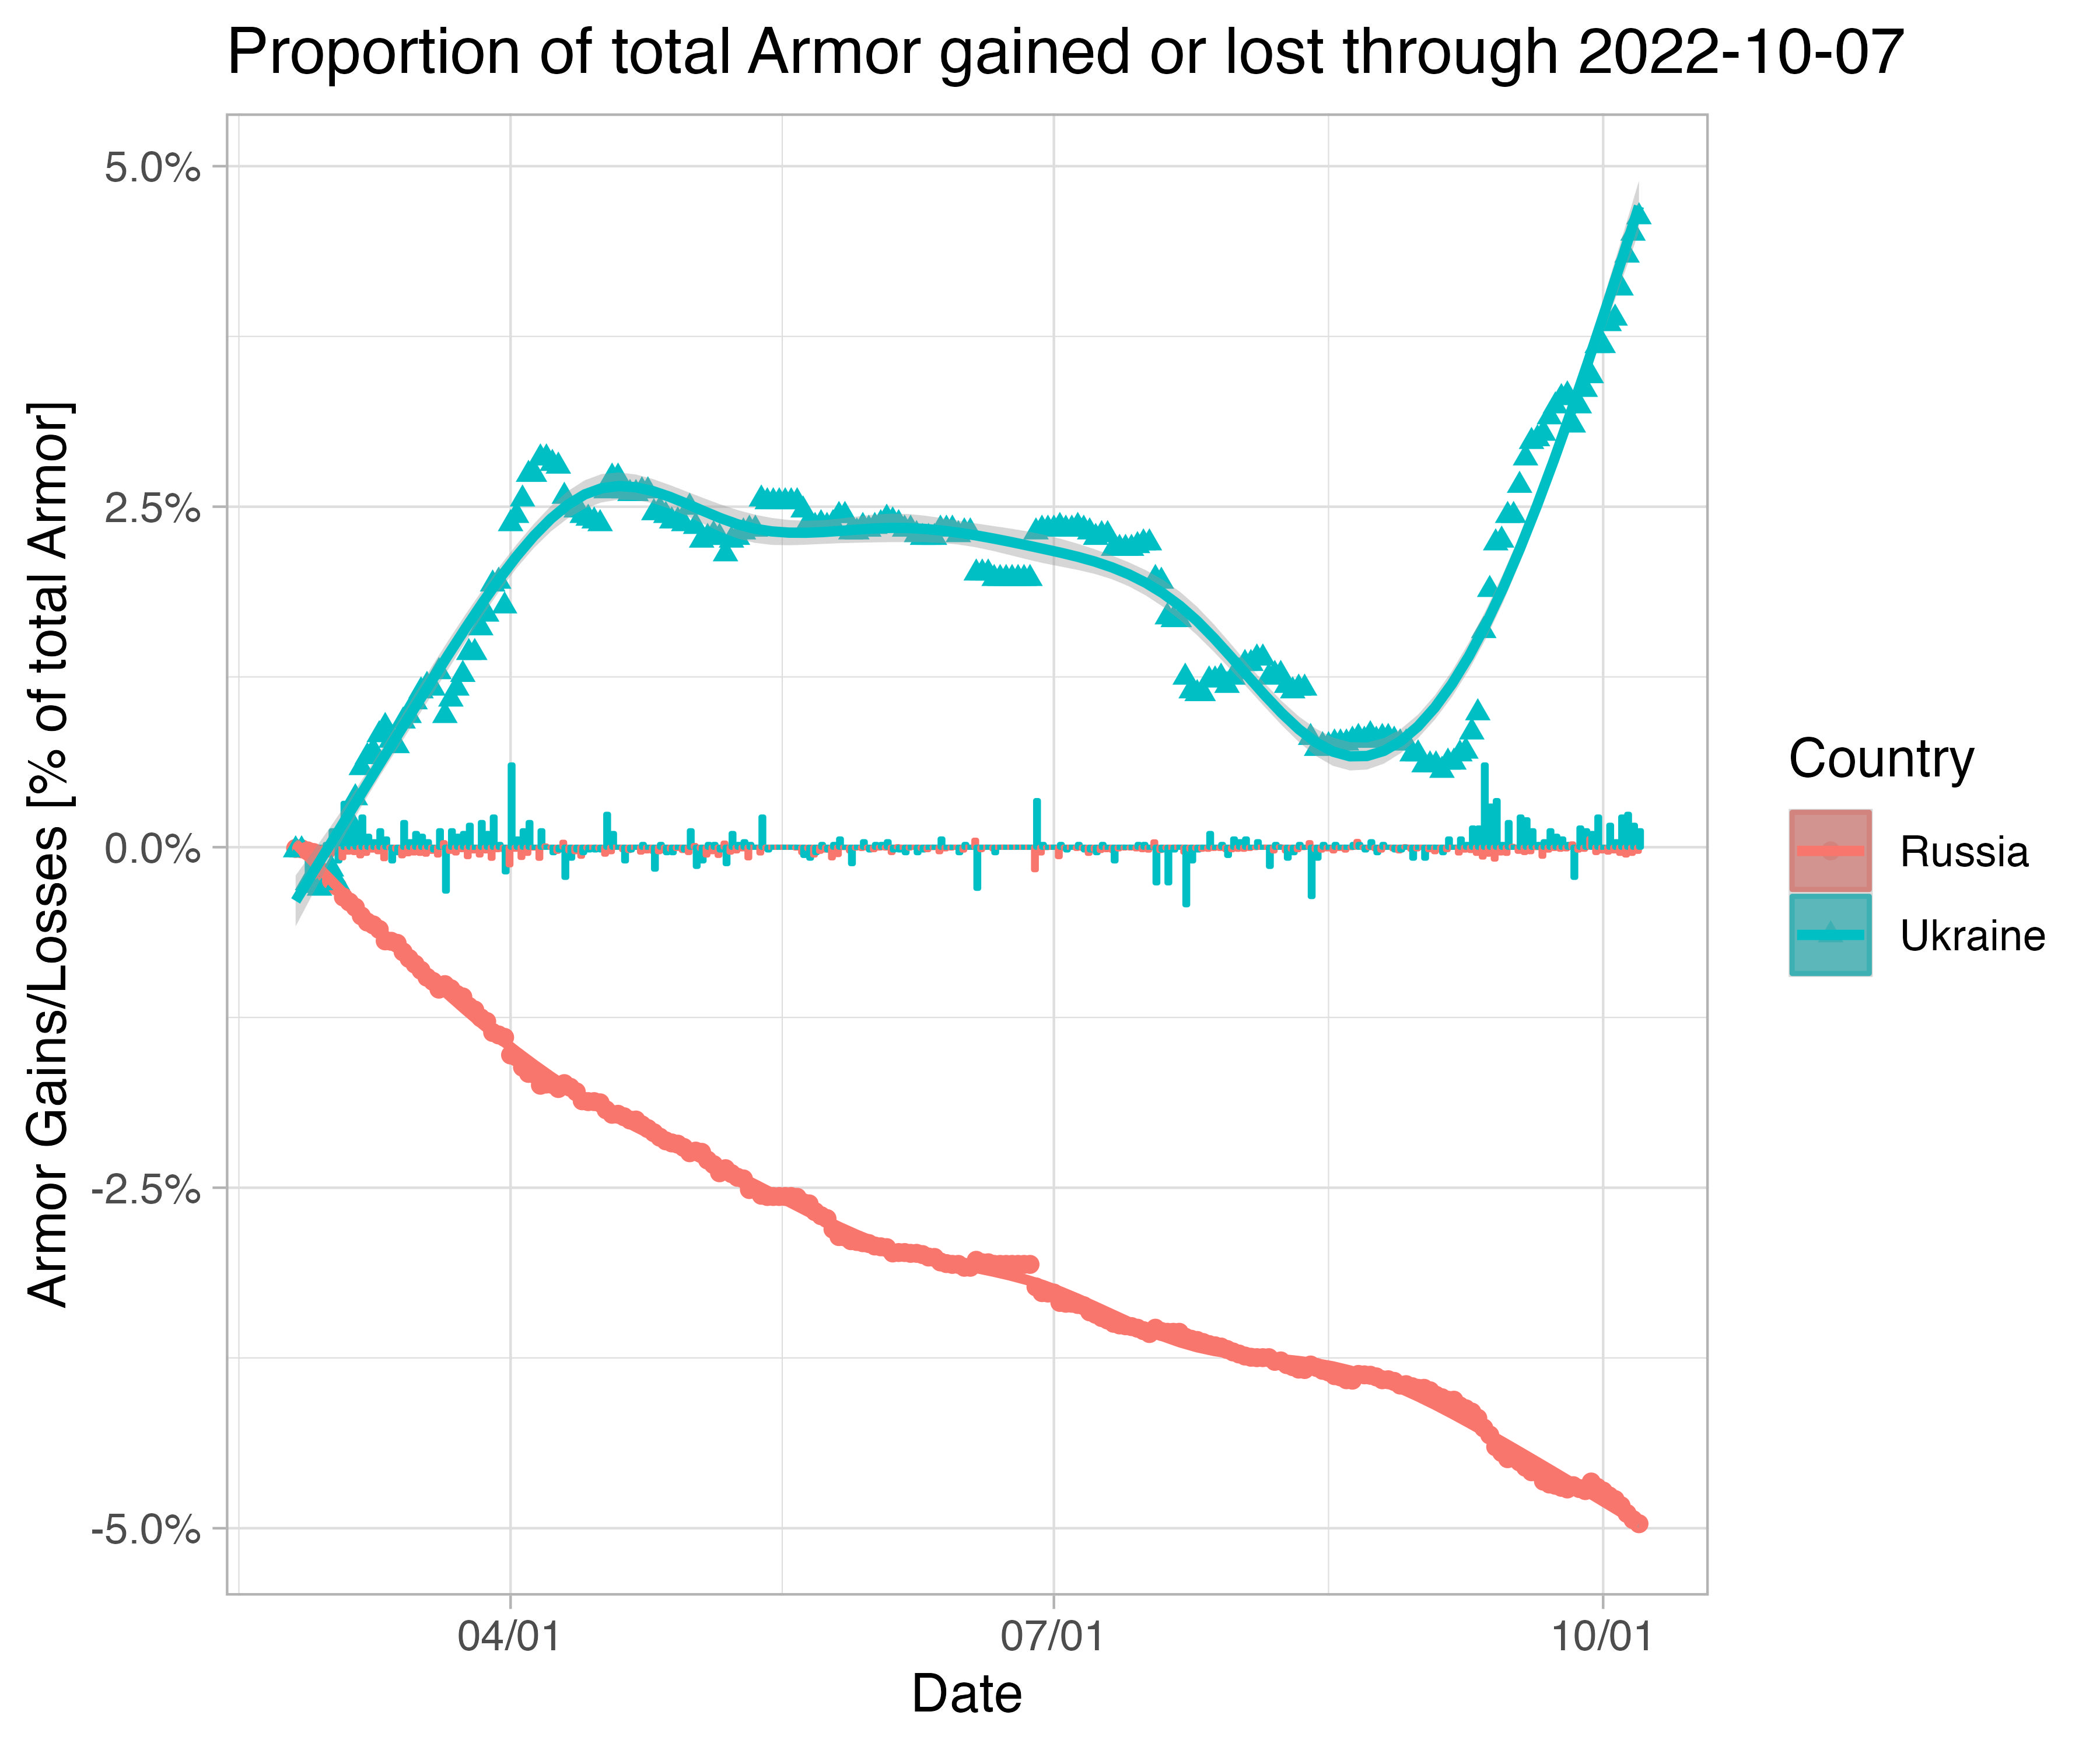 Proportion of total Armor gained or lost through 2022-10-07
Armor Gains/Losses [% of total Armor]
5.0%
2.5%
0.0%
-2.5%
-5.0%
04/01
07/01
10/01
Date
Country
Russia
Ukraine